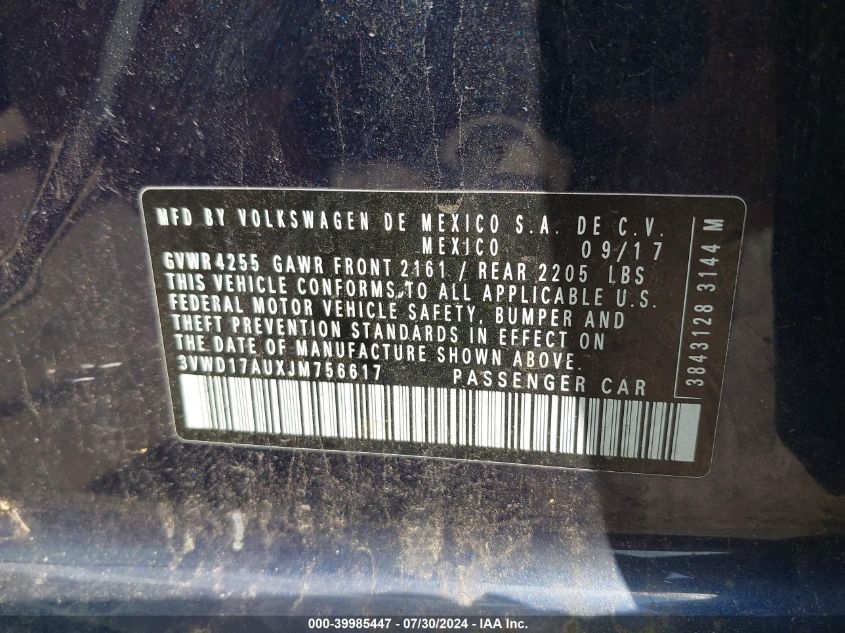 MFD BY VOLKSWAGEN DE MEXICO S.A. DE C.V.
MEXICO 09/17
GVWR 4255 GAWR FRONT 2161 / REAR 2205 LBS
THIS VEHICLE CONFORMS TO ALL APPLICABLE U.S.
FEDERAL MOTOR VEHICLE SAFETY, BUMPER AND
THEFT PREVENTION STANDARDS IN EFFECT ON
THE DATE OF MANUFACTURE SHOWN ABOVE.
3VWD17AUXJM756617 PASSENGER CAR
3843128 3144 M
000-39985447 - 07/30/2024 - IAA Inc.